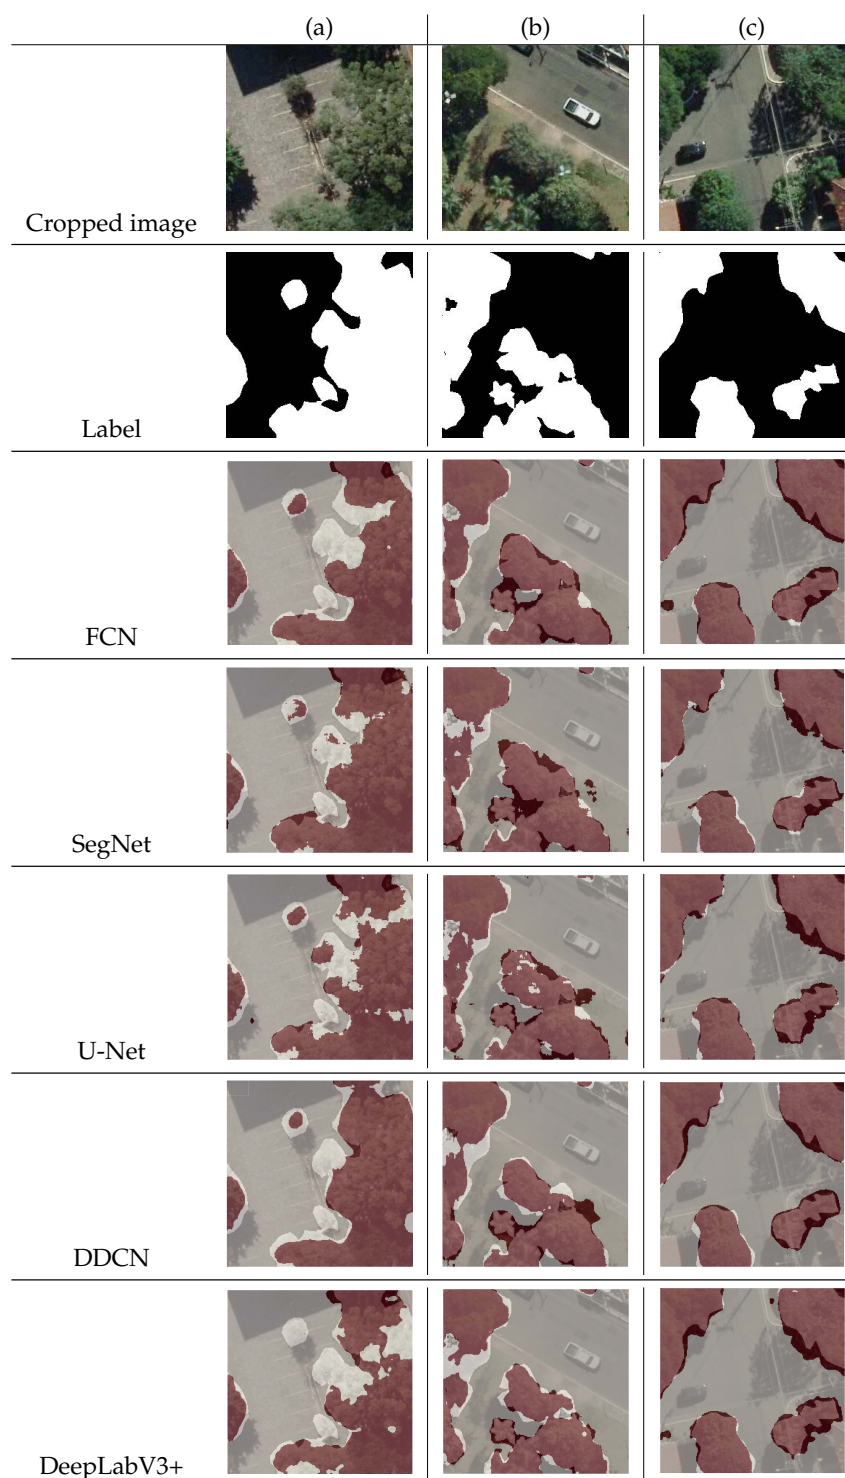 (a) (b) (c)
Cropped image
Label
FCN
SegNet
U-Net
DDCN
DeepLabV3+